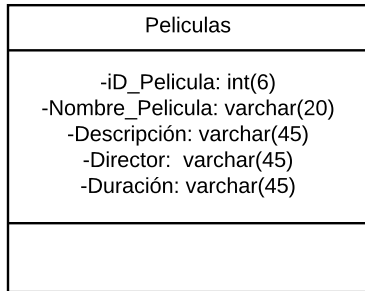 Peliculas
-iD_Pelicula: int(6)
-Nombre_Pelicula: varchar(20)
-Descripción: varchar(45)
-Director:  varchar(45)
-Duración: varchar(45)